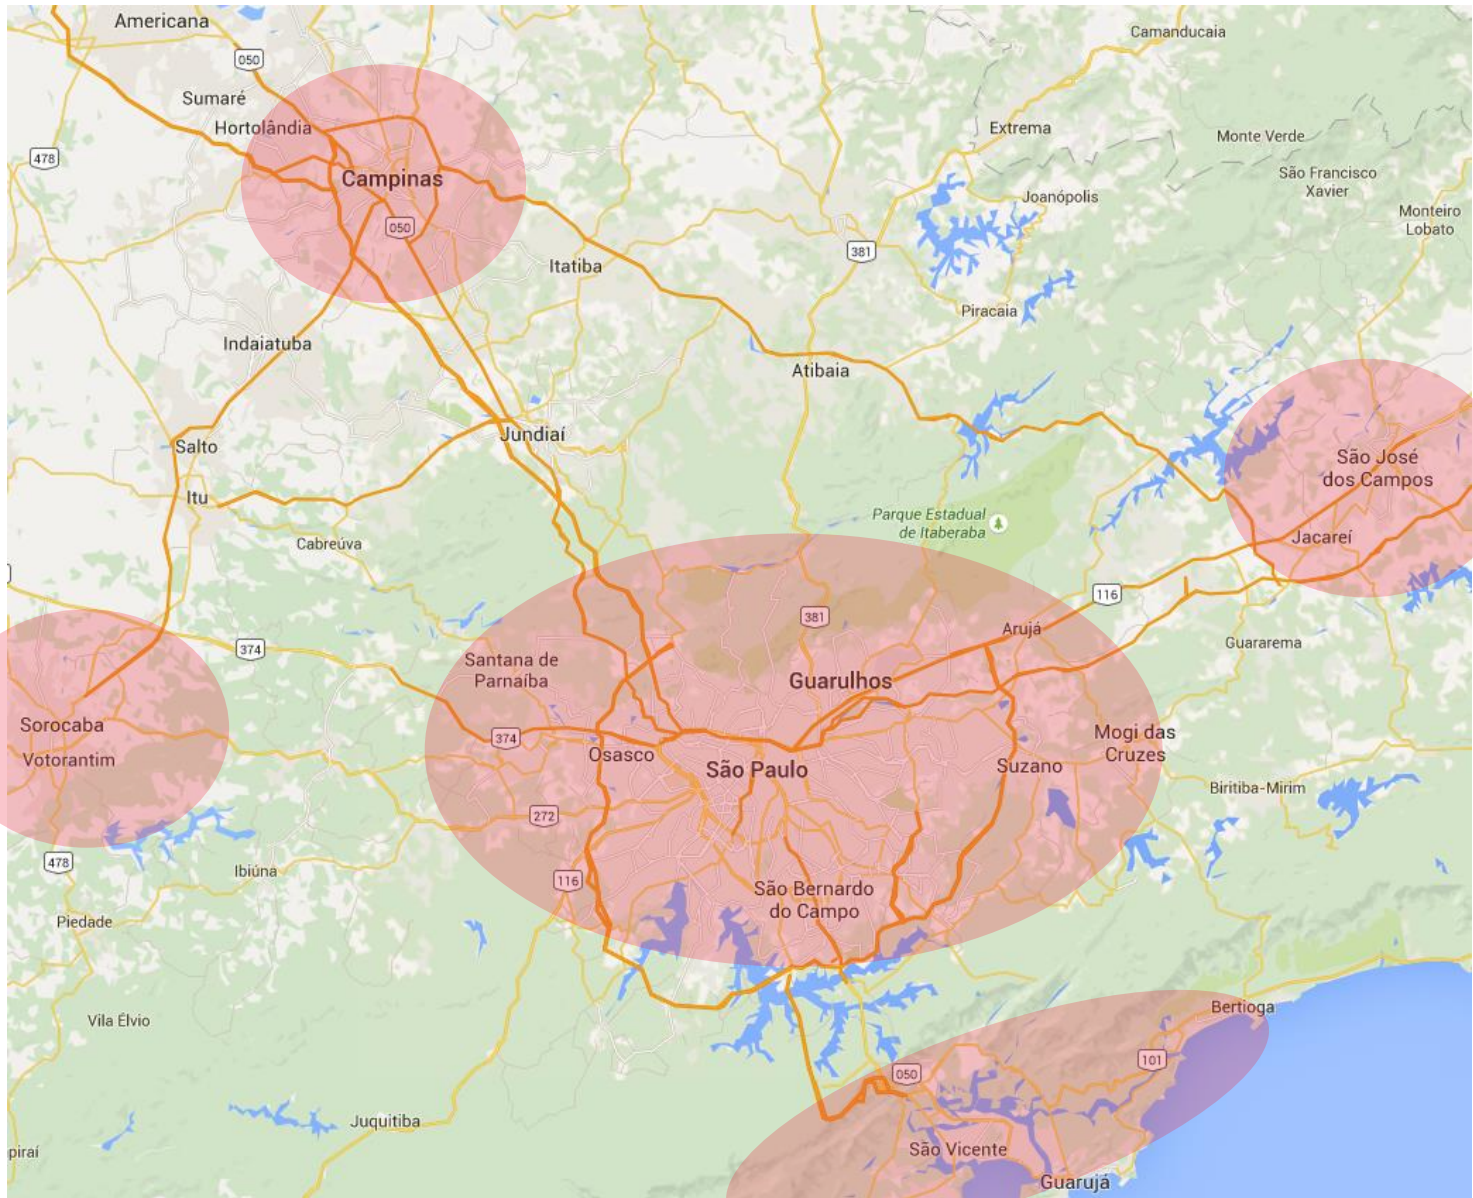 Americana
Camanducaia
050
Sumaré
Hortolândia
Extrema
Monte Verde
478
Campinas
São Francisco
Xavier
Joanópolis
Monteiro
Lobato
050
381
Itatiba
Piracaia
Indaiatuba
Atibaia
Jundiaí
Salto
São José
dos Campos
Itu
Parque Estadual
de Itaberaba
Cabreúva
Jacareí
116
381
Arujá
374
Guararema
Santana de
Parnaíba
Guarulhos
Sorocaba
Mogi das
Cruzes
374
Osasco
Votorantim
São Paulo
Suzano
Biritiba-Mirim
272
478
Ibiúna
116
São Bernardo
do Campo
Piedade
Bertioga
Vila Élvio
101
050
Juquitiba
piraí
São Vicente
Guarujá